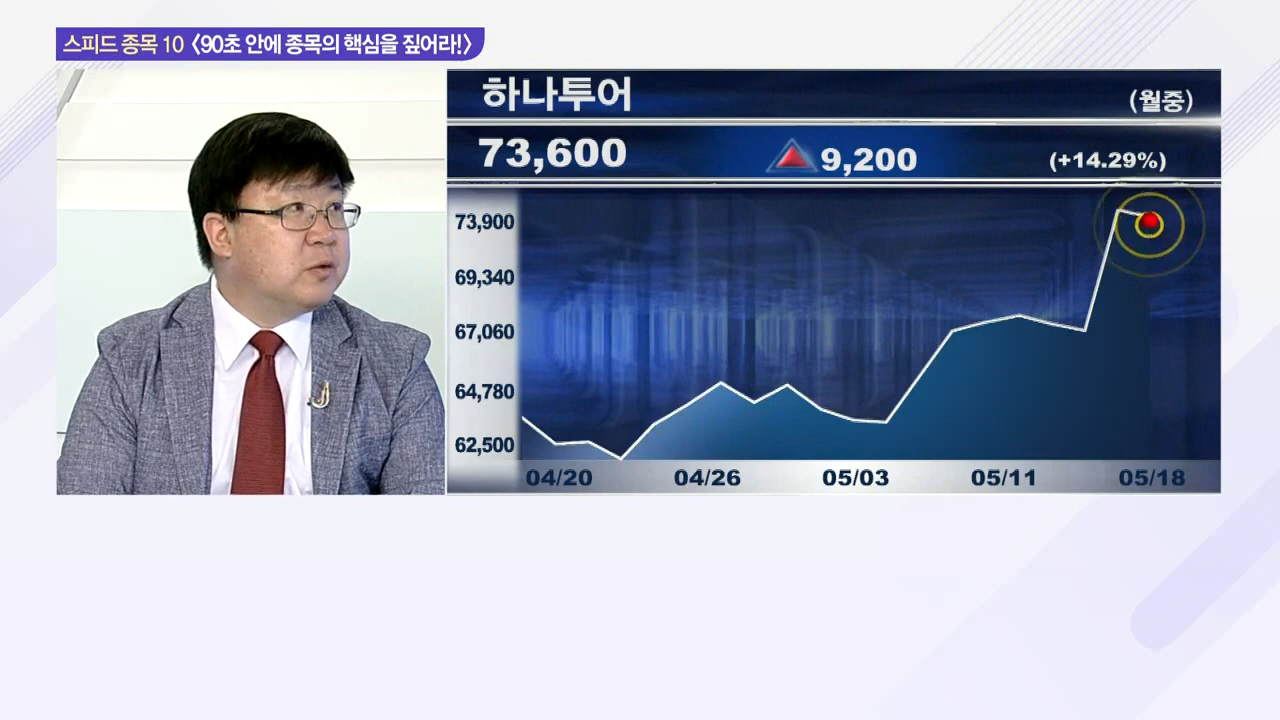 스피드 종목 10 <90초 안에 종목의 핵심을 짚어라!>
하나투어
(월중)
73,600
▲ 9,200
(+14.29%)
73,900
69,340
67,060
64,780
62,500
04/20 04/26 05/03 05/11 05/18